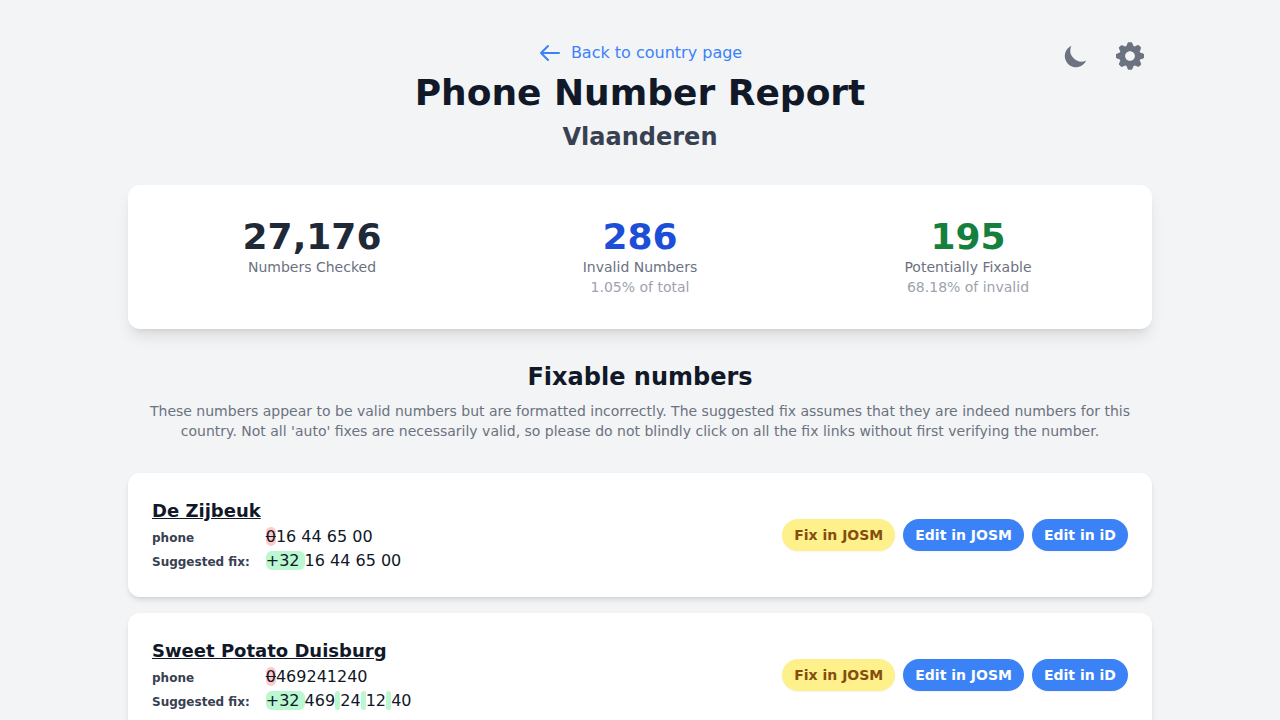 Back to country page
Phone Number Report
Vlaanderen
27,176
Numbers Checked
286
Invalid Numbers
1.05% of total
195
Potentially Fixable
68.18% of invalid
Fixable numbers
These numbers appear to be valid numbers but are formatted incorrectly. The suggested fix assumes that they are indeed numbers for this
country. Not all 'auto' fixes are necessarily valid, so please do not blindly click on all the fix links without first verifying the number.
De Zijbeuk
phone 016 44 65 00
Suggested fix: +32 16 44 65 00
Fix in JOSM Edit in JOSM Edit in iD
Sweet Potato Duisburg
phone 0469241240
Suggested fix: +32 469 24 12 40
Fix in JOSM Edit in JOSM Edit in iD